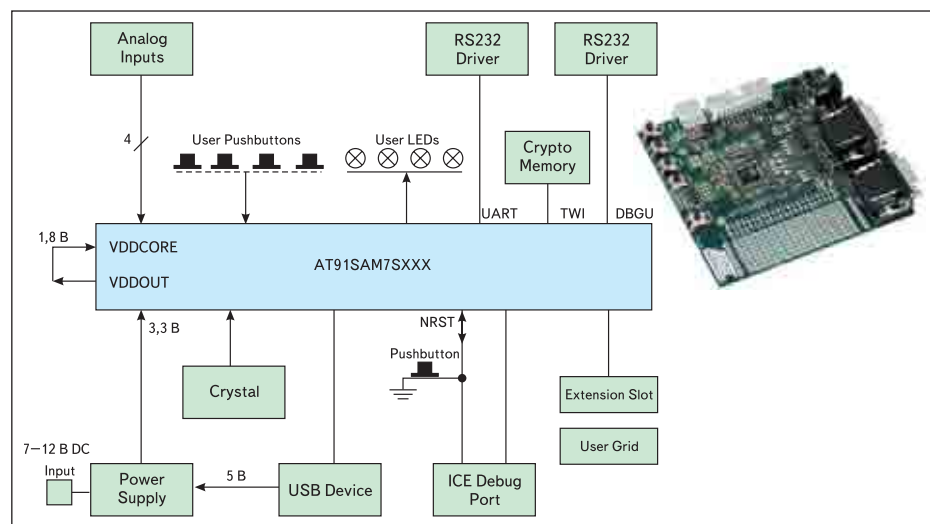 Analog
Inputs
RS232
Driver
RS232
Driver
4
User Pushbuttons
User LEDs
Crypto
Memory
UART
TWI
DBGU
1,8 В
VDDCORE
AT91SAM7SXXX
VDDOUT
3,3 В
NRST
Pushbutton
Crystal
Extension Slot
User Grid
7–12 В DC
Input
Power
Supply
5 В
USB Device
ICE Debug
Port